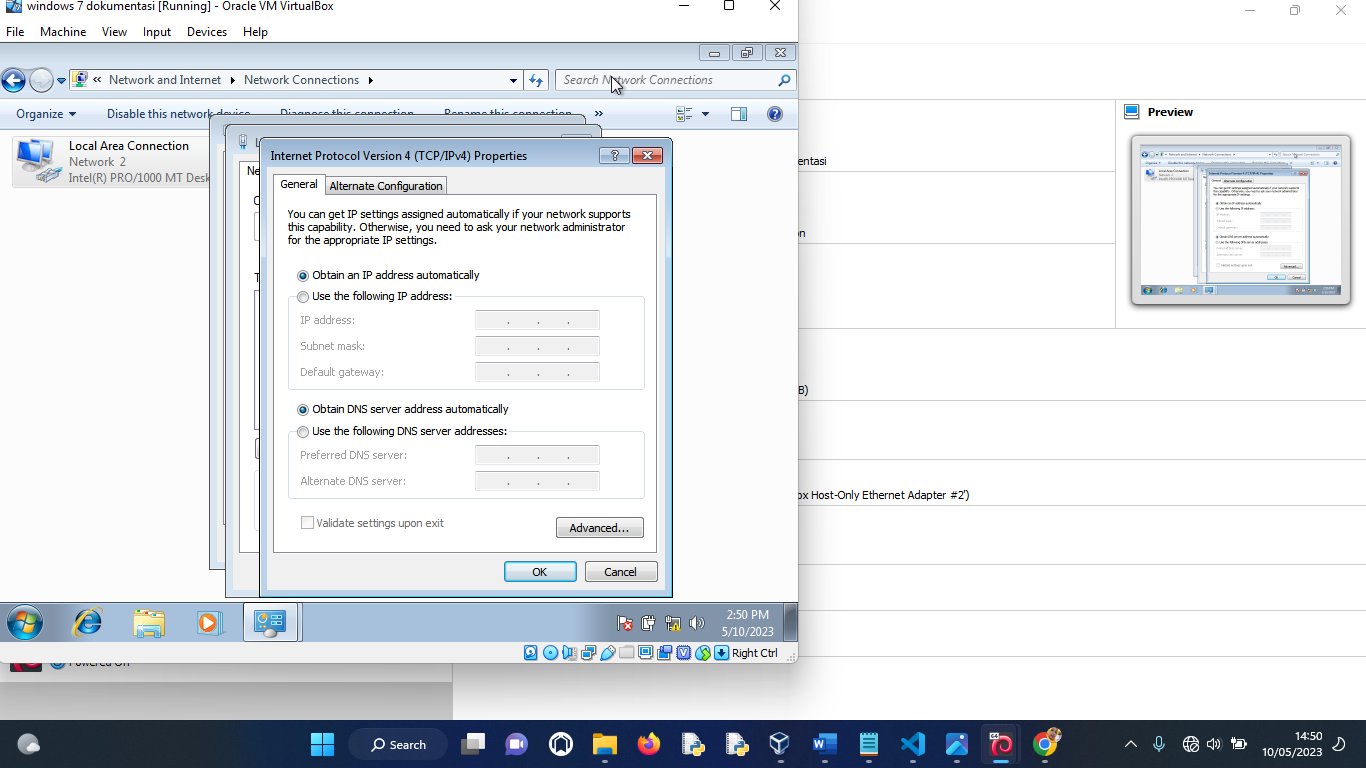 windows 7 dokumentasi [Running] - Oracle VM VirtualBox
File Machine View Input Devices Help
Network and Internet Network Connections
Search Network Connections
Organize Disable this network device Diagnose this connection Rename this connection »
Local Area Connection
Network 2
Intel(R) PRO/1000 MT Desk
Internet Protocol Version 4 (TCP/IPv4) Properties
General Alternate Configuration
You can get IP settings assigned automatically if your network supports
this capability. Otherwise, you need to ask your network administrator
for the appropriate IP settings.
Obtain an IP address automatically
Use the following IP address:
IP address:
Subnet mask:
Default gateway:
Obtain DNS server address automatically
Use the following DNS server addresses:
Preferred DNS server:
Alternate DNS server:
Validate settings upon exit
Advanced...
OK Cancel
2:50 PM
5/10/2023
Right Ctrl
Preview
entasi
on
B)
ox Host-Only Ethernet Adapter #2')
Powered Off
Search
14:50
10/05/2023